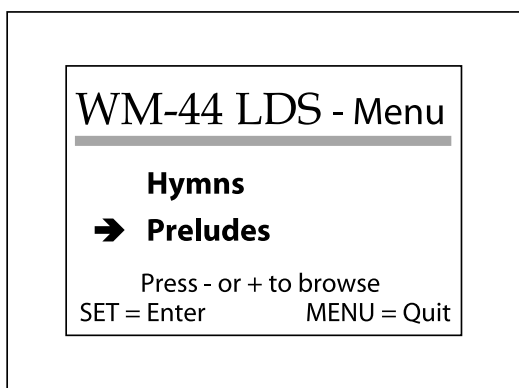 WM-44 LDS - Menu
Hymns
➔ Preludes
Press - or + to browse
SET = Enter MENU = Quit